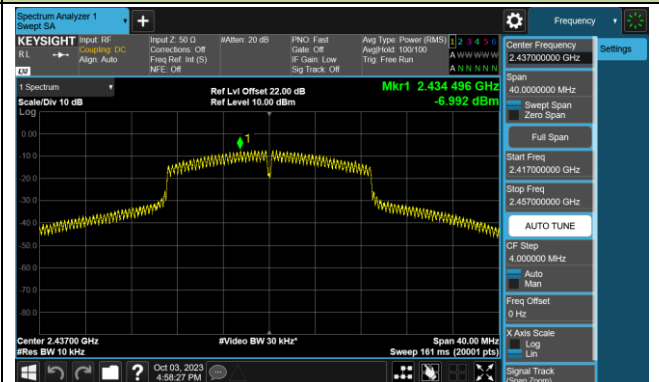 Spectrum Analyzer 1
Swept SA
Frequency
KEYSIGHT
RL
Input: RF
Coupling: DC
Align: Auto
Input Z: 50 Ω
Corrections: Off
Freq Ref: Int (S)
NFE: Off
#Atten: 20 dB
PNO: Fast
Gate: Off
IF Gain: Low
Sig Track: Off
Avg Type: Power (RMS)
Avg|Hold: 100/100
Trig: Free Run
1 2 3 4 5 6
A W W W W W
A N N N N N
LXI
1 Spectrum
Scale/Div 10 dB
Log
Ref Lvl Offset 22.00 dB
Ref Level 10.00 dBm
Mkr1 2.434 496 GHz
-6.992 dBm
1
0.00
-10.0
-20.0
-30.0
-40.0
-50.0
-60.0
-70.0
-80.0
Center 2.43700 GHz
#Res BW 10 kHz
#Video BW 30 kHz*
Span 40.00 MHz
Sweep 161 ms (20001 pts)
Oct 03, 2023
4:58:27 PM
Center Frequency
2.437000000 GHz
Span
40.0000000 MHz
Swept Span
Zero Span
Full Span
Start Freq
2.417000000 GHz
Stop Freq
2.457000000 GHz
AUTO TUNE
CF Step
4.000000 MHz
Auto
Man
Freq Offset
0 Hz
X Axis Scale
Log
Lin
Signal Track
(Span Zoom)
Settings